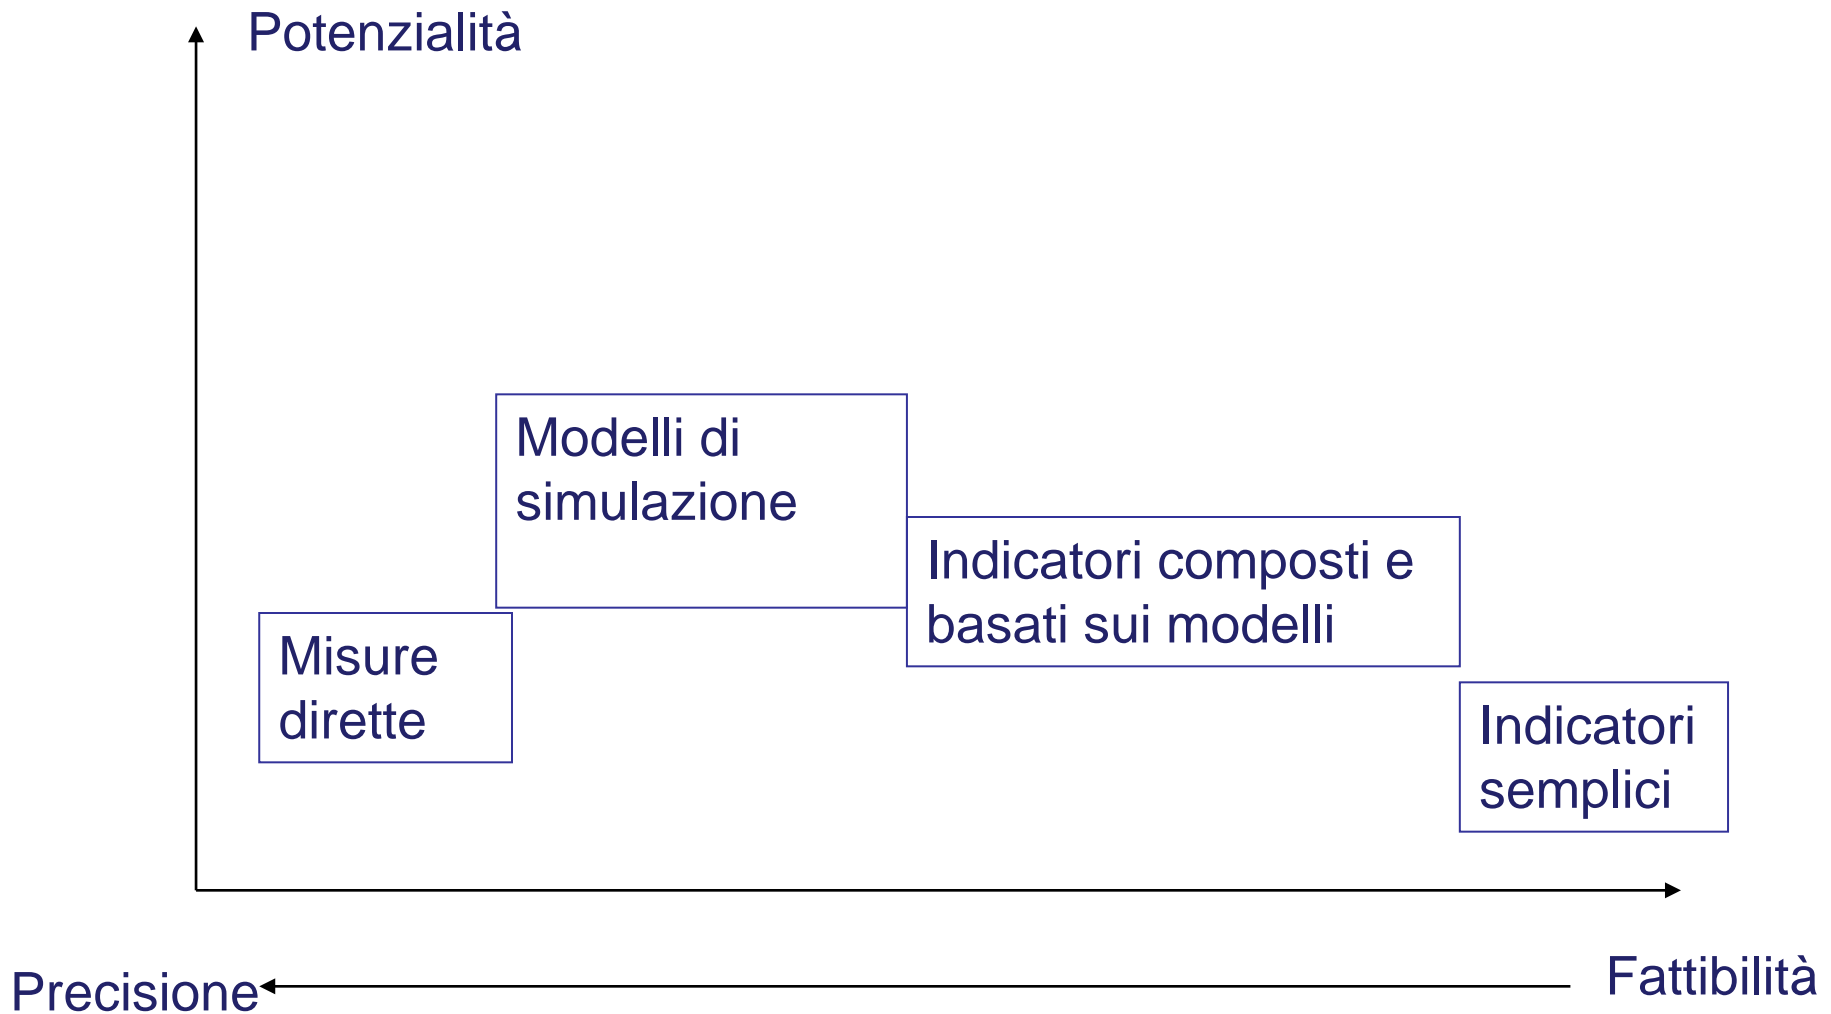 Potenzialità
Modelli di
simulazione
Indicatori composti e
basati sui modelli
Misure
dirette
Indicatori
semplici
Precisione
Fattibilità